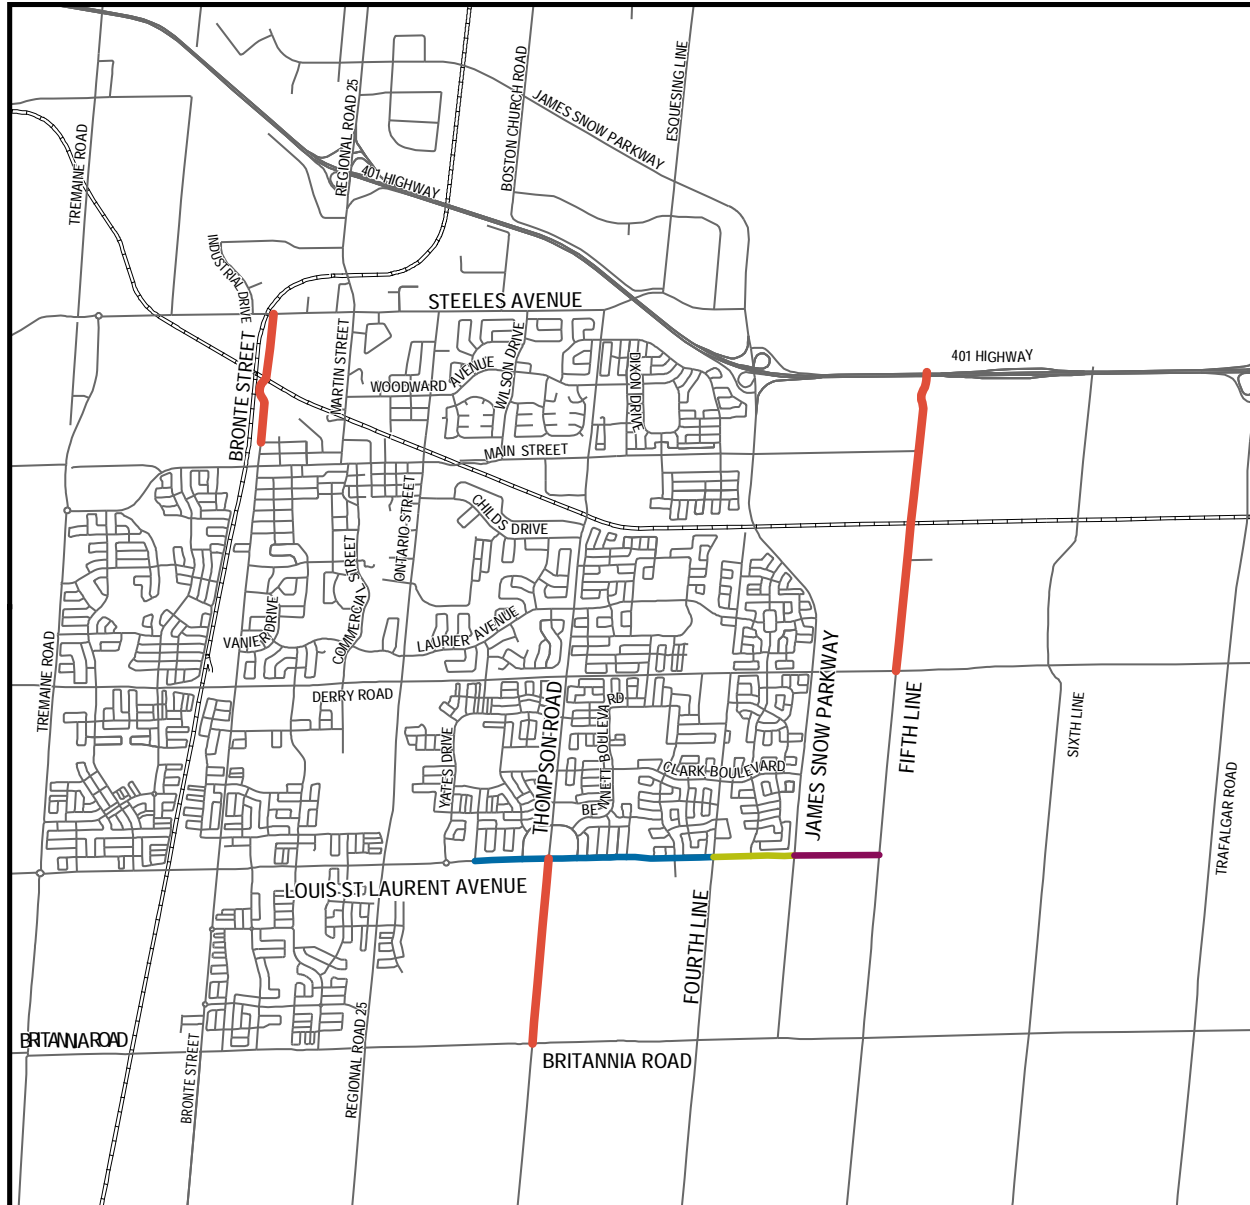 ESQUESING LINE
BOSTON CHURCH ROAD
REGIONAL ROAD 25
JAMES SNOW PARKWAY
TREMAINE ROAD
401 HIGHWAY
INDUSTRIAL DRIVE
STEELES AVENUE
BRONTE STREET
MARTIN STREET
WOODWARD AVENUE
WILSON DRIVE
DIXON DRIVE
401 HIGHWAY
MAIN STREET
CHILDS DRIVE
ONTARIO STREET
COMMERCIAL STREET
VANIER DRIVE
LAURIER AVENUE
TREMAINE ROAD
DERRY ROAD
THOMPSON ROAD
BENNETT BOULEVARD
JAMES SNOW PARKWAY
FIFTH LINE
SIXTH LINE
YATES DRIVE
CLARK BOULEVARD
TRAFALGAR ROAD
LOUIS ST LAURENT AVENUE
FOURTH LINE
BRITANNIA ROAD
BRONTE STREET
REGIONAL ROAD 25
BRITANNIA ROAD